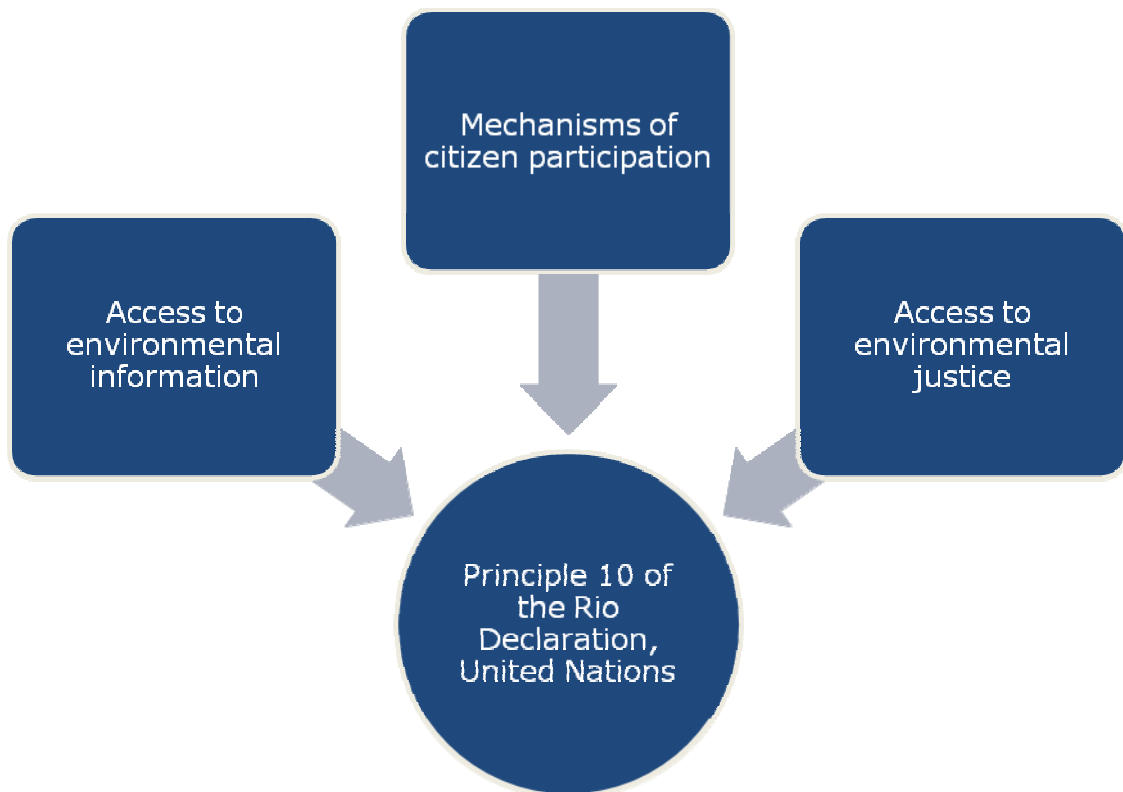 Mechanisms of
citizen participation
Access to
environmental
information
Access to
environmental
justice
Principle 10 of
the Rio
Declaration,
United Nations